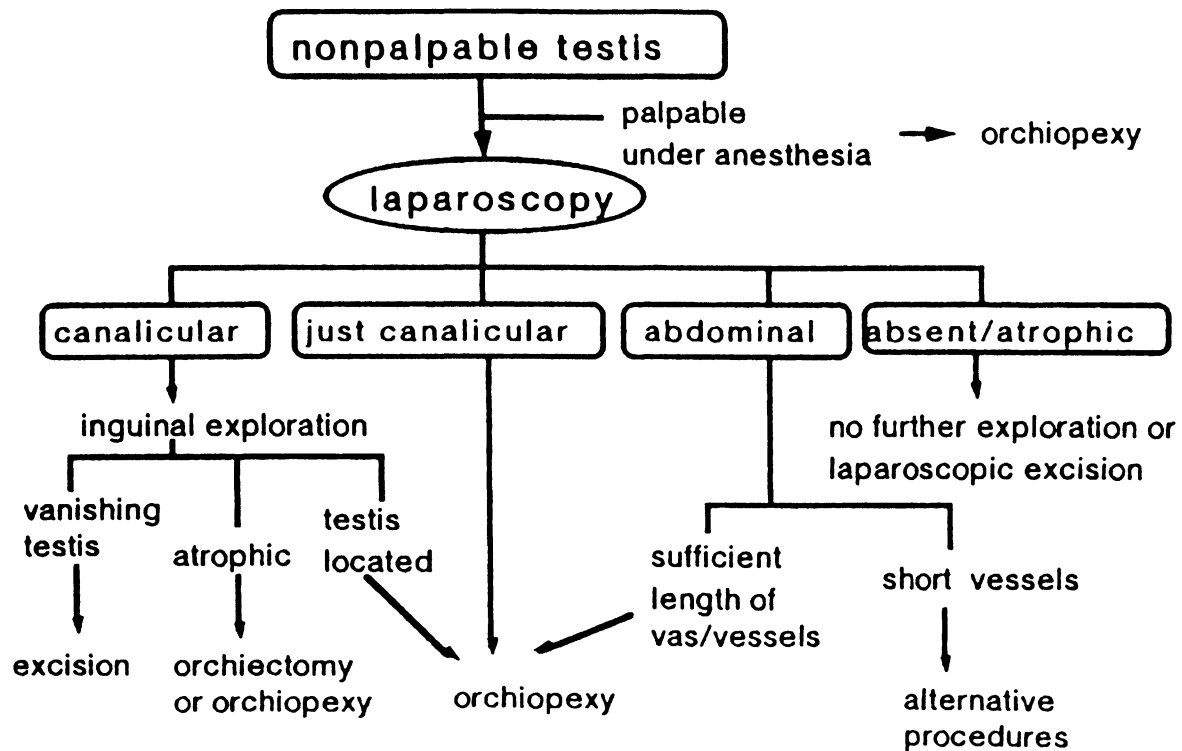 nonpalpable testis
palpable
under anesthesia
orchiopexy
laparoscopy
canalicular
just canalicular
abdominal
absent/atrophic
inguinal exploration
no further exploration or
laparoscopic excision
vanishing
testis
atrophic
testis
located
sufficient
length of
vas/vessels
short vessels
excision
orchiectomy
or orchiopexy
orchiopexy
alternative
procedures